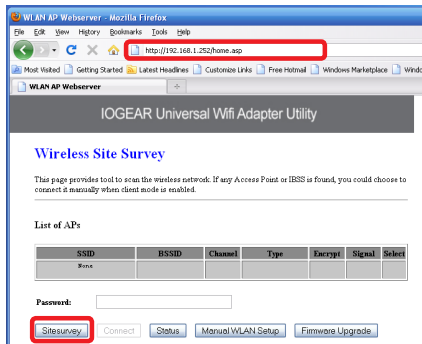 WLAN AP Webserver - Mozilla Firefox
File Edit View History Bookmarks Tools Help
http://192.168.1.252/home.asp
Most Visited Getting Started Latest Headlines Customize Links Free Hotmail Windows Marketplace Windo
WLAN AP Webserver
IOGEAR Universal Wifi Adapter Utility
Wireless Site Survey
This page provides tool to scan the wireless network. If any Access Point or IBSS is found, you could choose to
connect it manually when client mode is enabled.
List of APs
SSID BSSID Channel Type Encrypt Signal Select
None
Password:
Sitesurvey Connect Status Manual WLAN Setup Firmware Upgrade